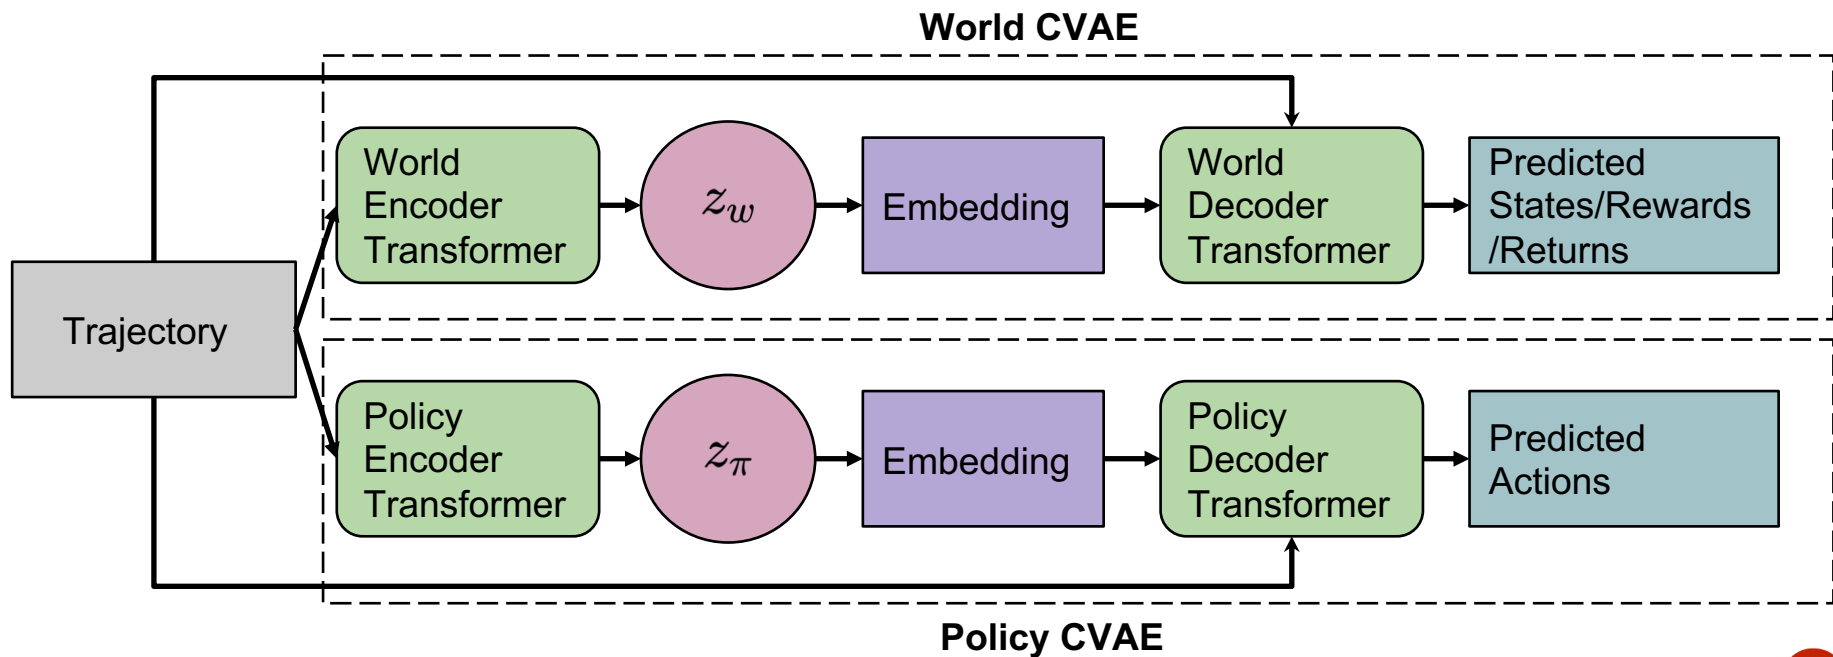 World CVAE
World
Encoder
Transformer
z_w
Embedding
World
Decoder
Transformer
Predicted
States/Rewards
/Returns
Trajectory
Policy
Encoder
Transformer
z_π
Embedding
Policy
Decoder
Transformer
Predicted
Actions
Policy CVAE